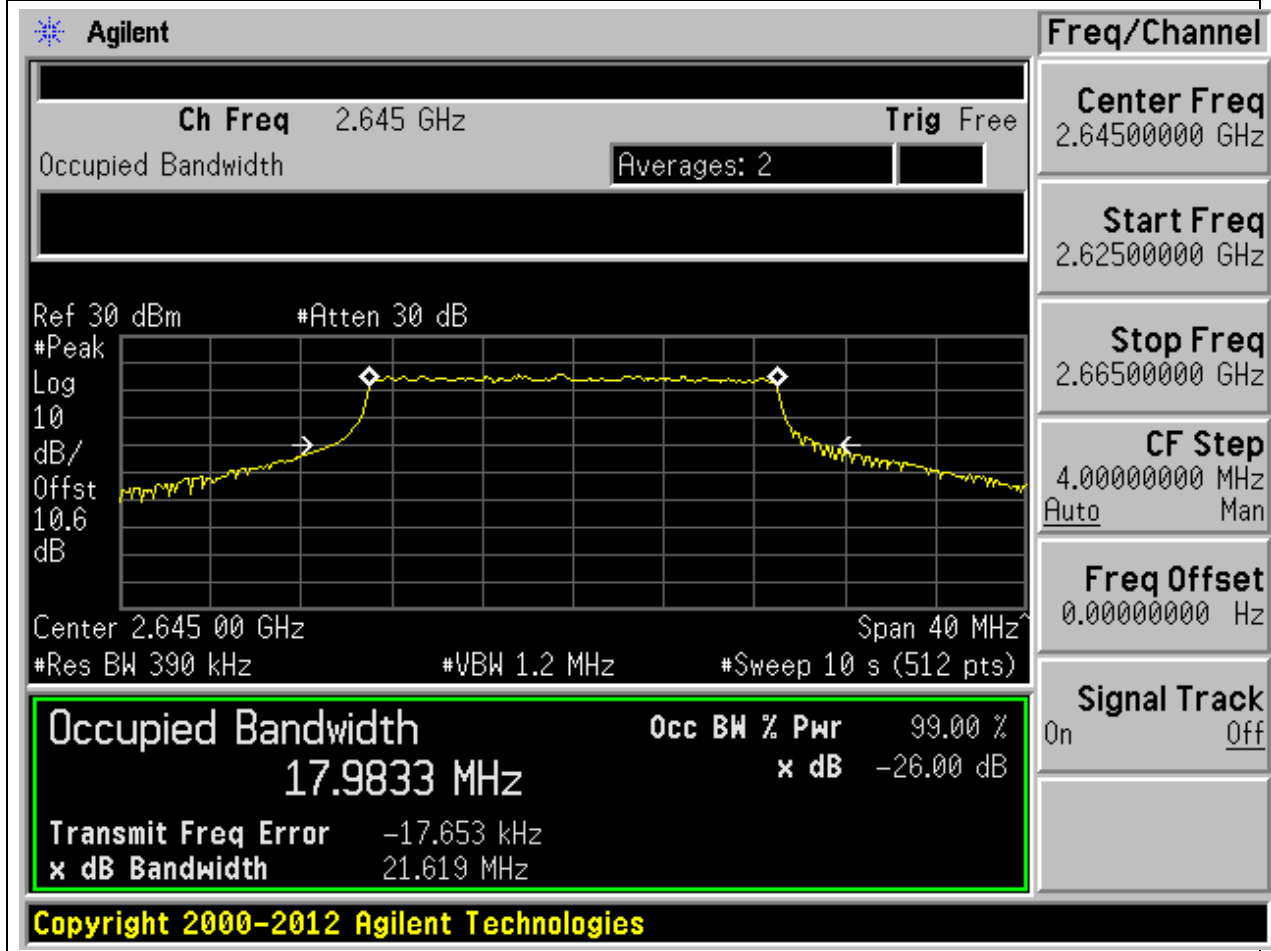 Agilent
Freq/Channel
Ch Freq 2.645 GHz Trig Free
Occupied Bandwidth Averages: 2
Center Freq
2.64500000 GHz
Start Freq
2.62500000 GHz
Stop Freq
2.66500000 GHz
CF Step
4.00000000 MHz
Auto Man
Freq Offset
0.00000000 Hz
Signal Track
On Off
Ref 30 dBm #Atten 30 dB
#Peak
Log
10
dB/
Offst
10.6
dB
Center 2.645 00 GHz Span 40 MHz^
#Res BW 390 kHz #VBW 1.2 MHz #Sweep 10 s (512 pts)
Occupied Bandwidth Occ BW % Pwr 99.00 %
17.9833 MHz x dB -26.00 dB
Transmit Freq Error -17.653 kHz
x dB Bandwidth 21.619 MHz
Copyright 2000-2012 Agilent Technologies